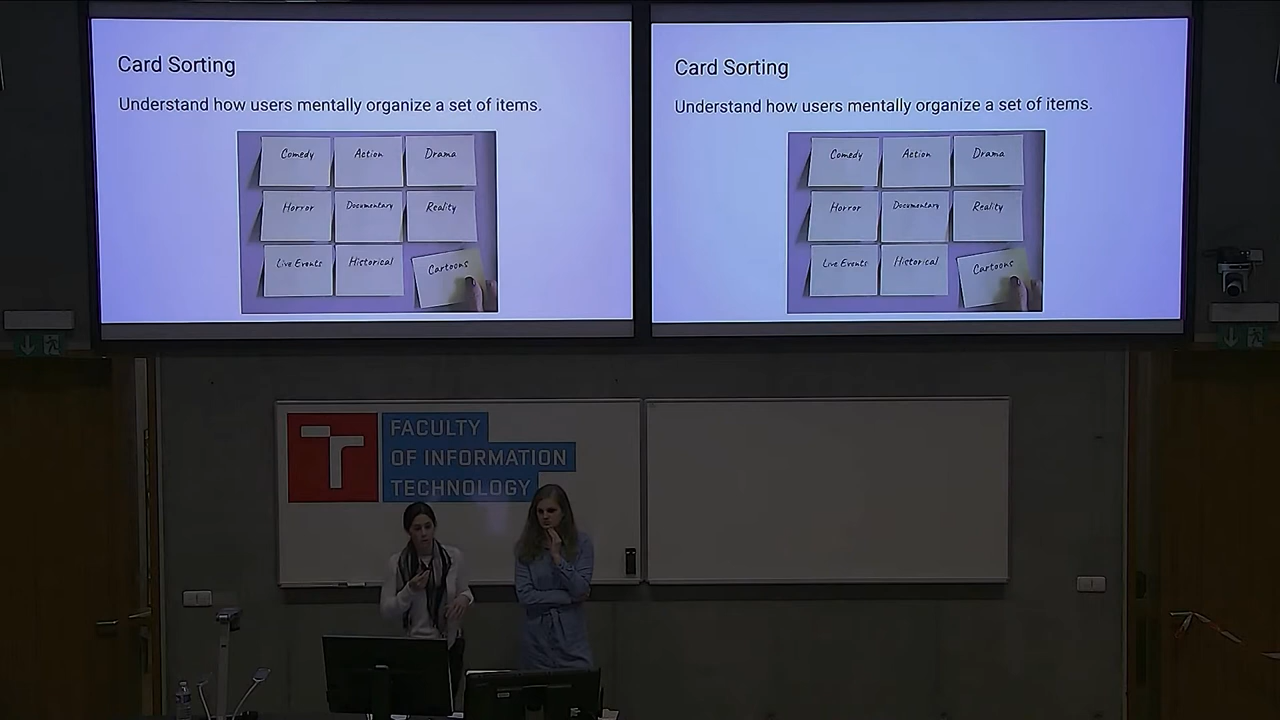 Card Sorting
Understand how users mentally organize a set of items.
Comedy Action Drama
Horror Documentary Reality
Live Events Historical Cartoons
Card Sorting
Understand how users mentally organize a set of items.
Comedy Action Drama
Horror Documentary Reality
Live Events Historical Cartoons
FACULTY
OF INFORMATION
TECHNOLOGY